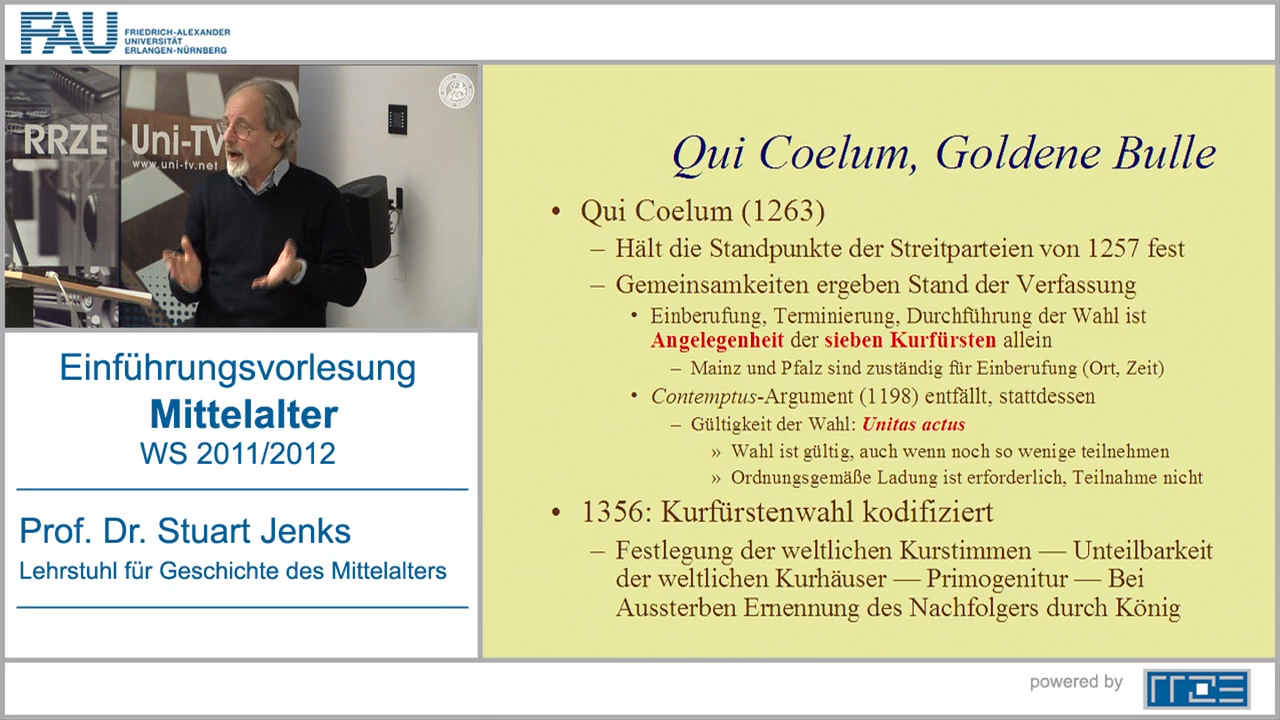 FAU
FRIEDRICH-ALEXANDER
UNIVERSITÄT
ERLANGEN-NÜRNBERG
RRZE
Uni-TV
www.uni-tv.net
Einführungsvorlesung
Mittelalter
WS 2011/2012
Prof. Dr. Stuart Jenks
Lehrstuhl für Geschichte des Mittelalters
Qui Coelum, Goldene Bulle
• Qui Coelum (1263)
– Hält die Standpunkte der Streitparteien von 1257 fest
– Gemeinsamkeiten ergeben Stand der Verfassung
• Einberufung, Terminierung, Durchführung der Wahl ist
Angelegenheit der sieben Kurfürsten allein
– Mainz und Pfalz sind zuständig für Einberufung (Ort, Zeit)
• Contemptus-Argument (1198) entfällt, stattdessen
– Gültigkeit der Wahl: Unitas actus
» Wahl ist gültig, auch wenn noch so wenige teilnehmen
» Ordnungsgemäße Ladung ist erforderlich, Teilnahme nicht
• 1356: Kurfürstenwahl kodifiziert
– Festlegung der weltlichen Kurstimmen — Unteilbarkeit
der weltlichen Kurhäuser — Primogenitur — Bei
Aussterben Ernennung des Nachfolgers durch König
powered by
rrze